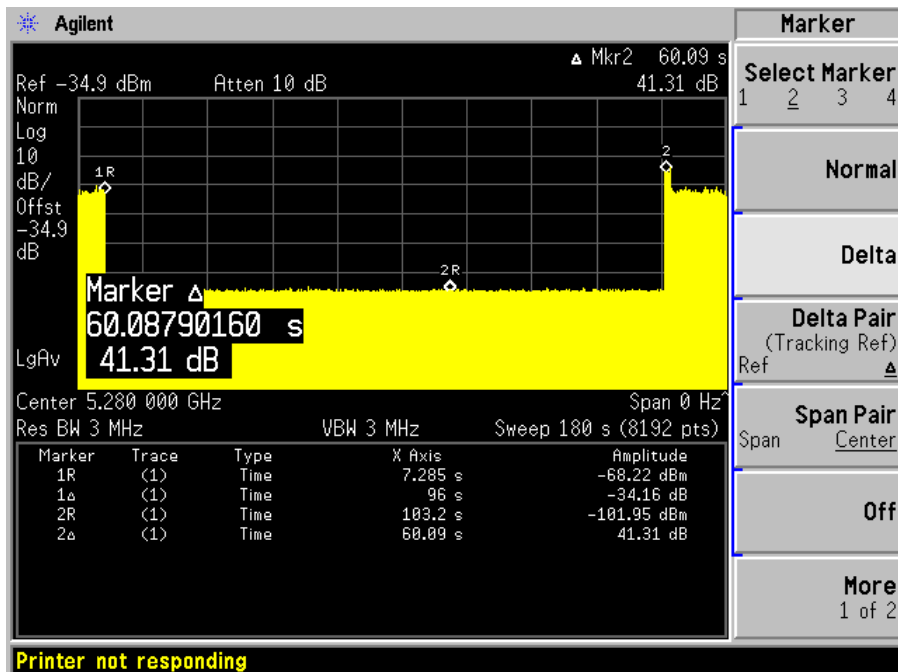 Agilent
Marker
Δ Mkr2 60.09 s
Ref -34.9 dBm Atten 10 dB 41.31 dB
Norm
Log
10
dB/
Offst
-34.9
dB
LgAv
1R
2
2R
Marker Δ
60.08790160 s
41.31 dB
Center 5.280 000 GHz Span 0 Hz^
Res BW 3 MHz VBW 3 MHz Sweep 180 s (8192 pts)
Marker Trace Type X Axis Amplitude
1R (1) Time 7.285 s -68.22 dBm
1Δ (1) Time 96 s -34.16 dB
2R (1) Time 103.2 s -101.95 dBm
2Δ (1) Time 60.09 s 41.31 dB
Select Marker
1 2 3 4
Normal
Delta
Delta Pair
(Tracking Ref)
Ref Δ
Span Pair
Span Center
Off
More
1 of 2
Printer not responding